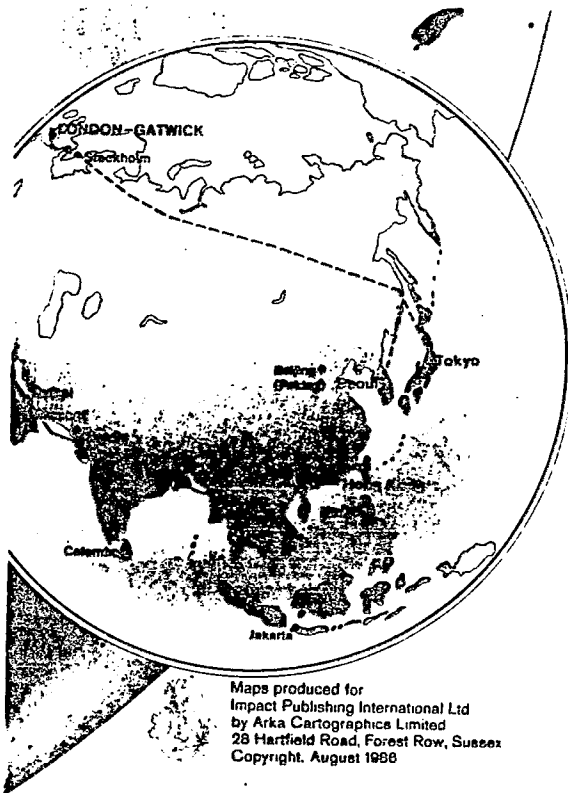 LONDON-GATWICK
Stockholm
Beijing
(Peking)
Seoul
Tokyo
Colombo
Jakarta
Maps produced for
Impact Publishing International Ltd
by Arka Cartographics Limited
28 Hartfield Road, Forest Row, Sussex
Copyright. August 1988